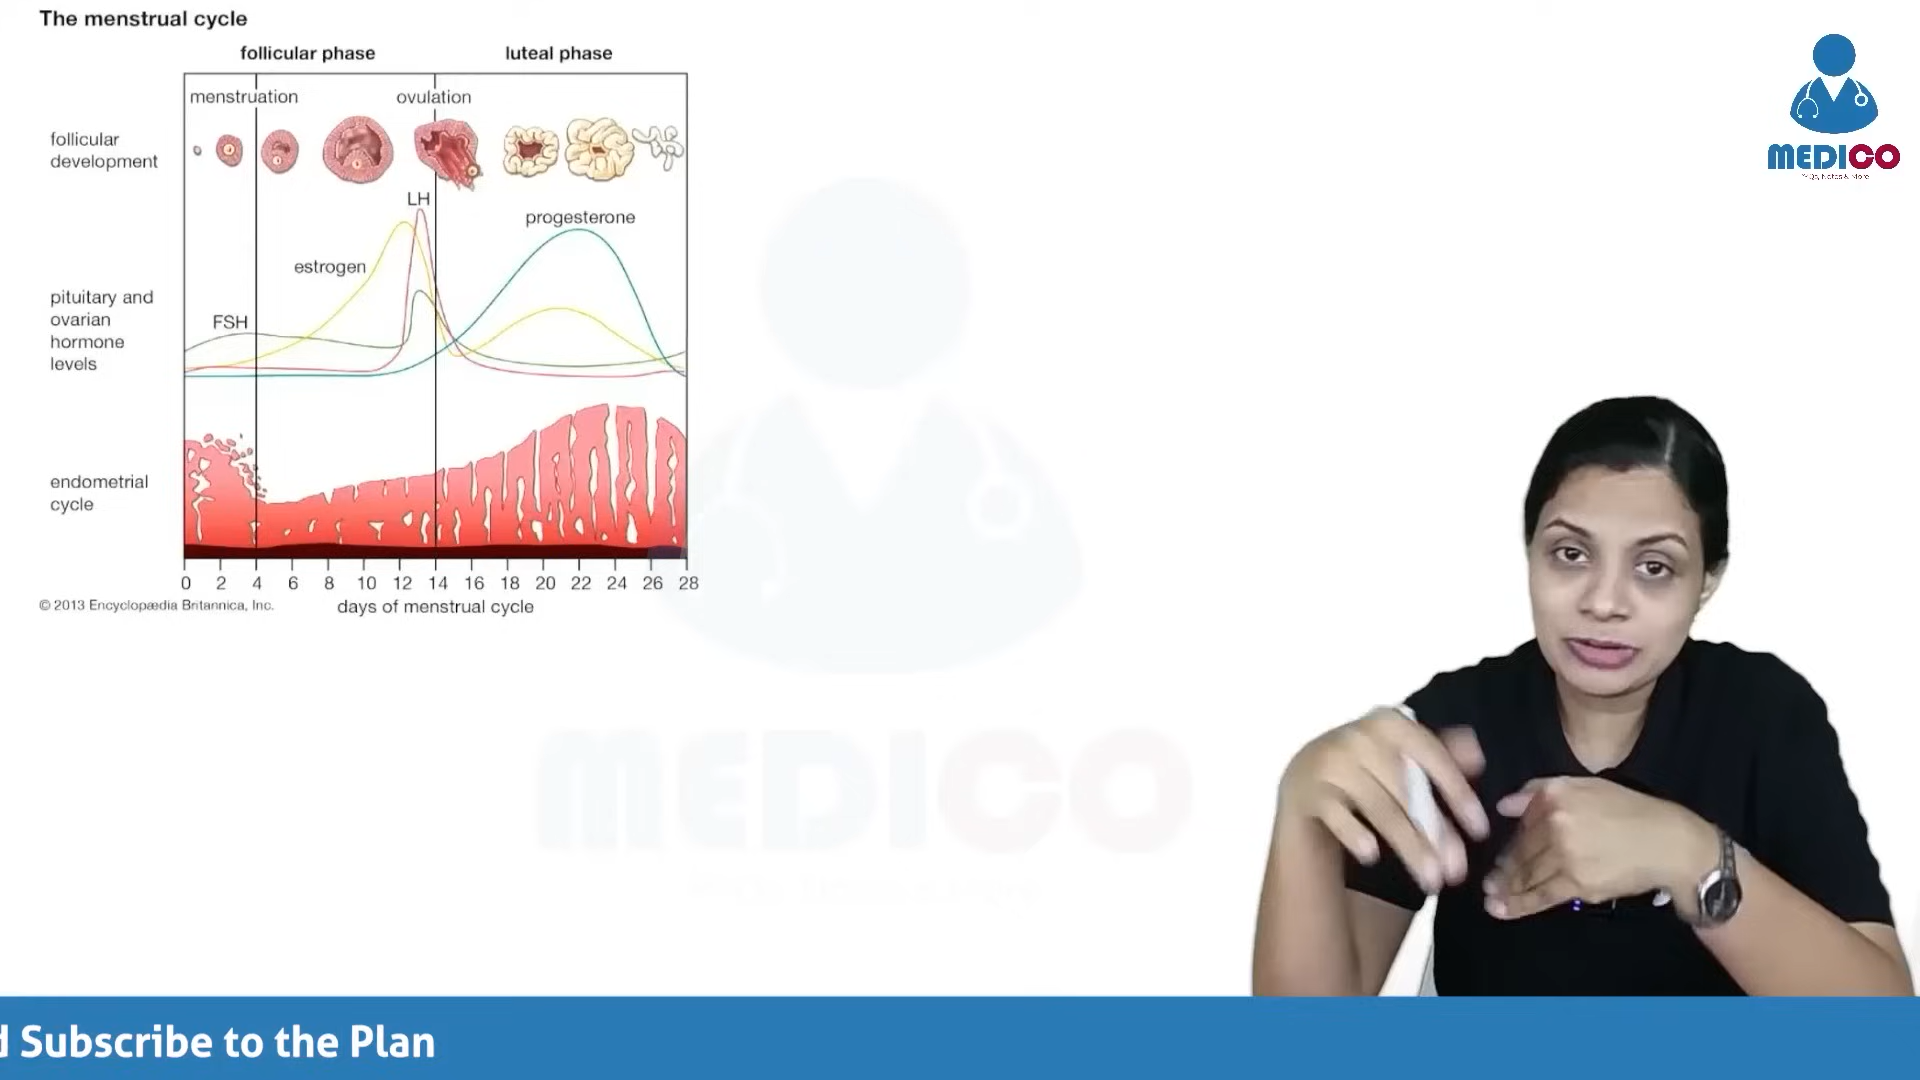 The menstrual cycle
follicular phase
luteal phase
menstruation
ovulation
follicular
development
LH
progesterone
estrogen
pituitary and
ovarian
hormone
levels
FSH
endometrial
cycle
0 2 4 6 8 10 12 14 16 18 20 22 24 26 28
© 2013 Encyclopædia Britannica, Inc.
days of menstrual cycle
MEDICO
MEDICO
d Subscribe to the Plan